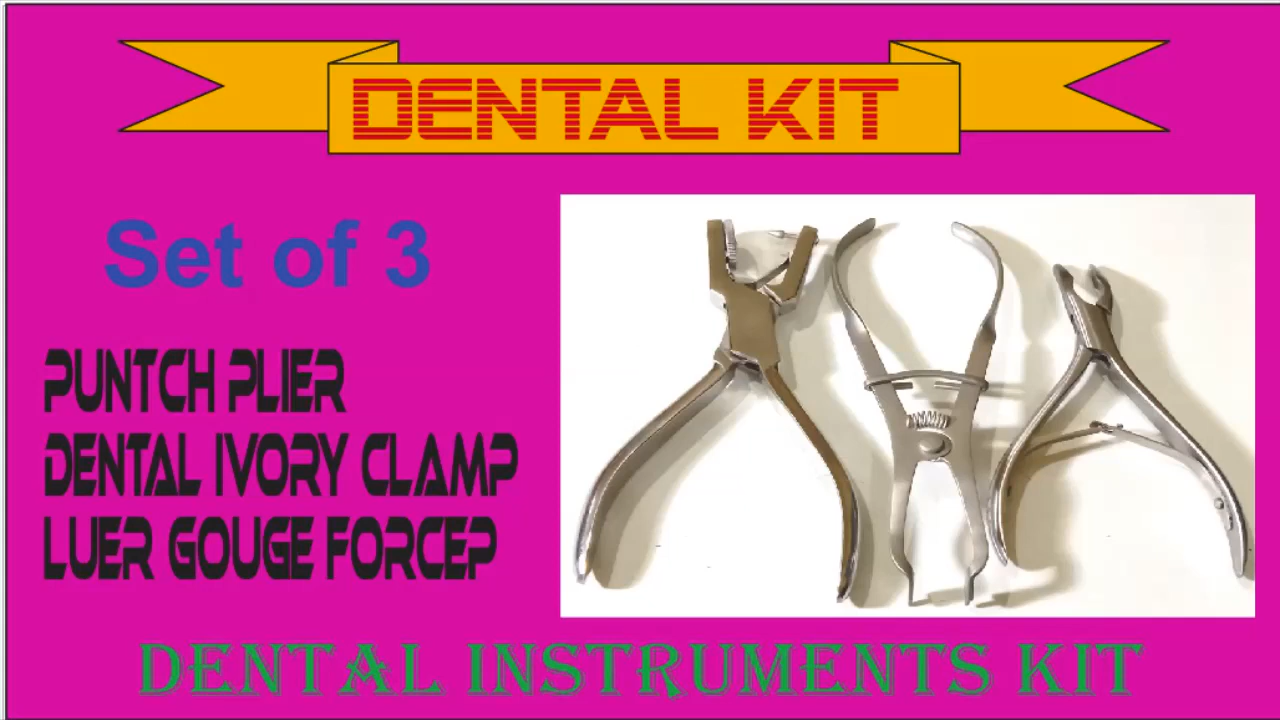 DENTAL KIT
Set of 3
PUNTCH PLIER
DENTAL IVORY CLAMP
LUER GOUGE FORCEP
DENTAL INSTRUMENTS KIT